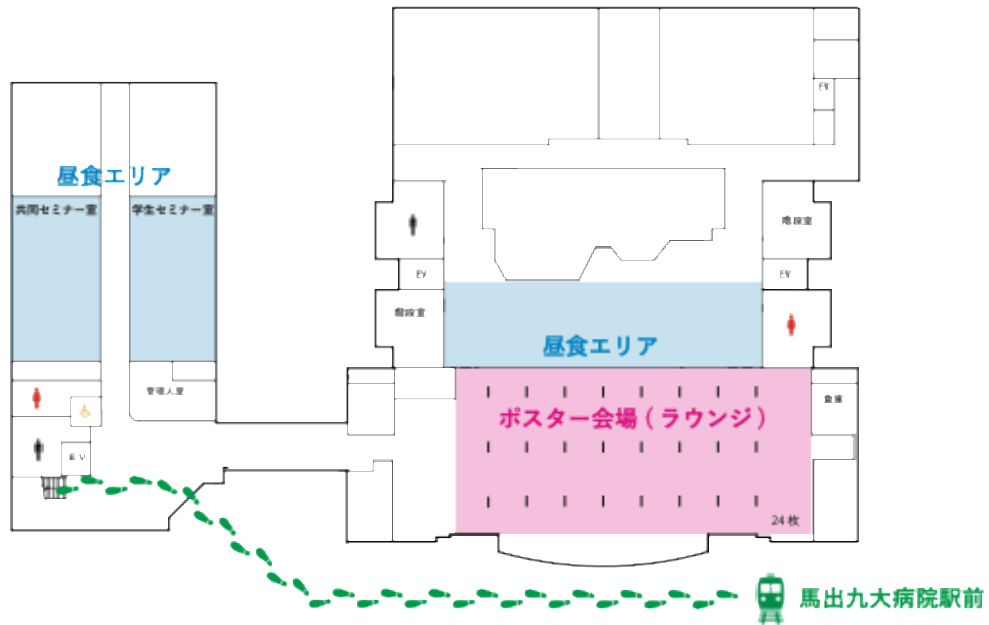 EV
昼食エリア
共同セミナー室
学生セミナー室
階段室
EV
EV
階段室
昼食エリア
管理人室
倉庫
ポスター会場 ( ラウンジ )
EV
24 枚
馬出九大病院駅前